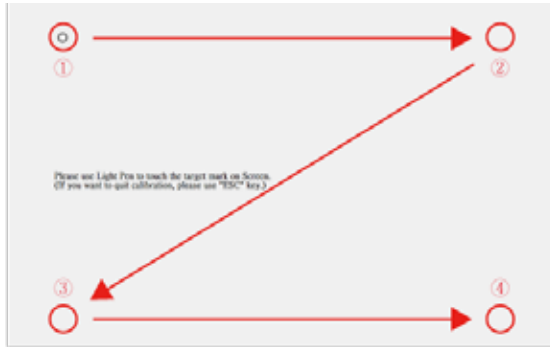 ①
②
Please use Light Pen to touch the target mark on Screen.
(If you want to quit calibration, please use "ESC" key.)
③
④